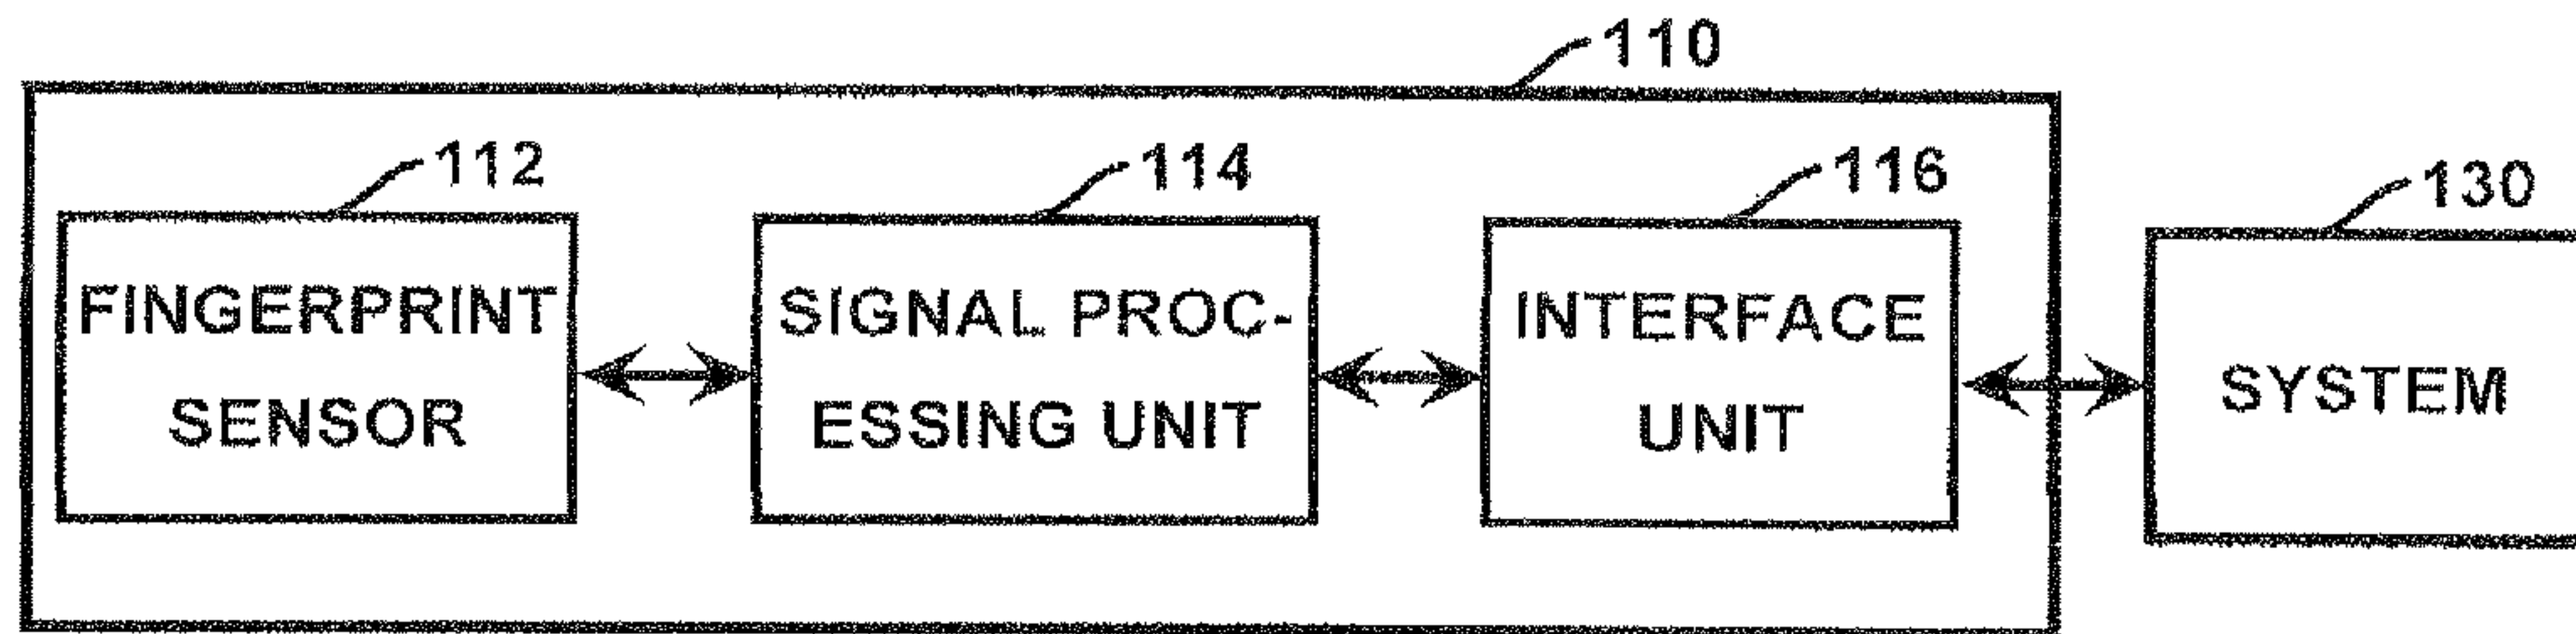 110
112
114
116
130
FINGERPRINT
SENSOR
SIGNAL PROC-
ESSING UNIT
INTERFACE
UNIT
SYSTEM